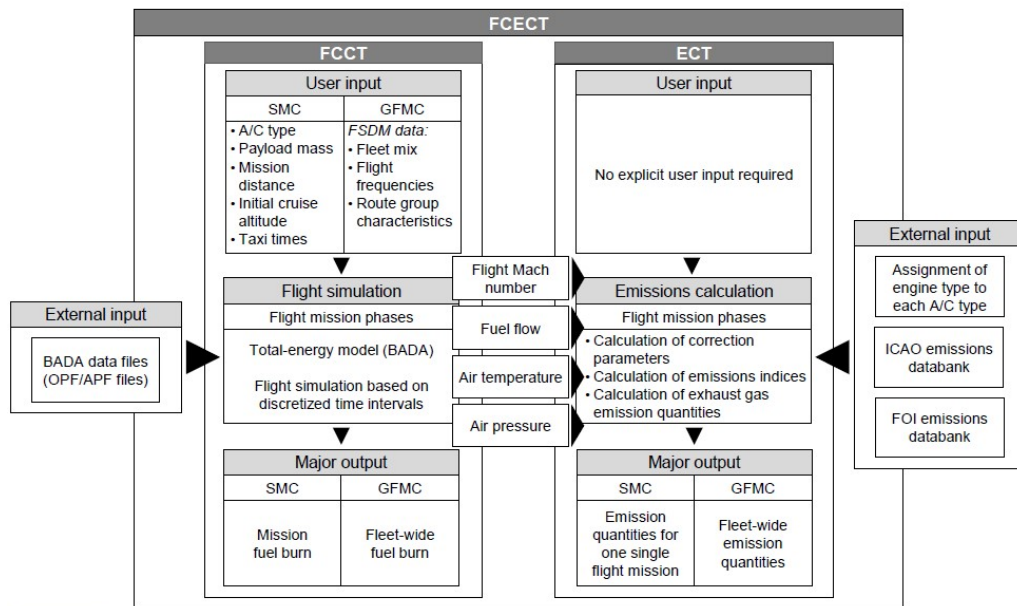 FCECT
FCCT
User input
SMC
GFMC
• A/C type
• Payload mass
• Mission
distance
• Initial cruise
altitude
• Taxi times
FSDM data:
• Fleet mix
• Flight
frequencies
• Route group
characteristics
ECT
User input
No explicit user input required
External input
BADA data files
(OPF/APF files)
Flight simulation
Flight mission phases
Total-energy model (BADA)
Flight simulation based on
discretized time intervals
Flight Mach
number
Fuel flow
Air temperature
Air pressure
Emissions calculation
Flight mission phases
• Calculation of correction
parameters
• Calculation of emissions indices
• Calculation of exhaust gas
emission quantities
External input
Assignment of
engine type to
each A/C type
ICAO emissions
databank
FOI emissions
databank
Major output
SMC
GFMC
Mission
fuel burn
Fleet-wide
fuel burn
Major output
SMC
GFMC
Emission
quantities for
one single
flight mission
Fleet-wide
emission
quantities